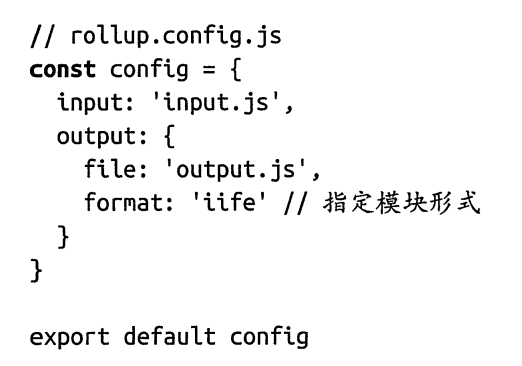 // rollup.config.js
const config = {
  input: 'input.js',
  output: {
    file: 'output.js',
    format: 'iife' // 指定模块形式
  }
}

export default config